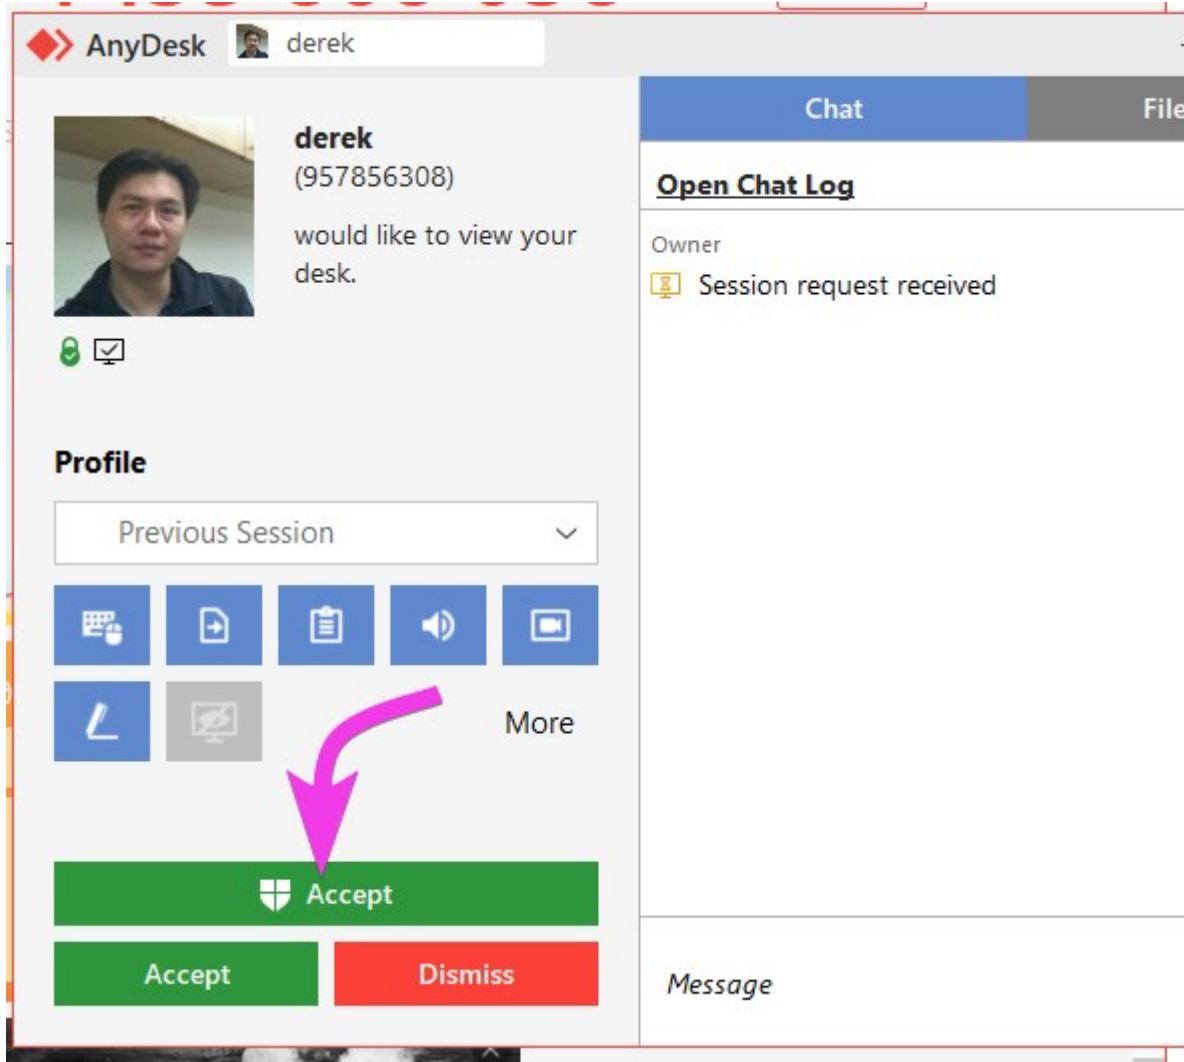 AnyDesk
derek
derek
(957856308)
would like to view your
desk.
Profile
Previous Session
More
Accept
Accept
Dismiss
Chat
File
Open Chat Log
Owner
Session request received
Message